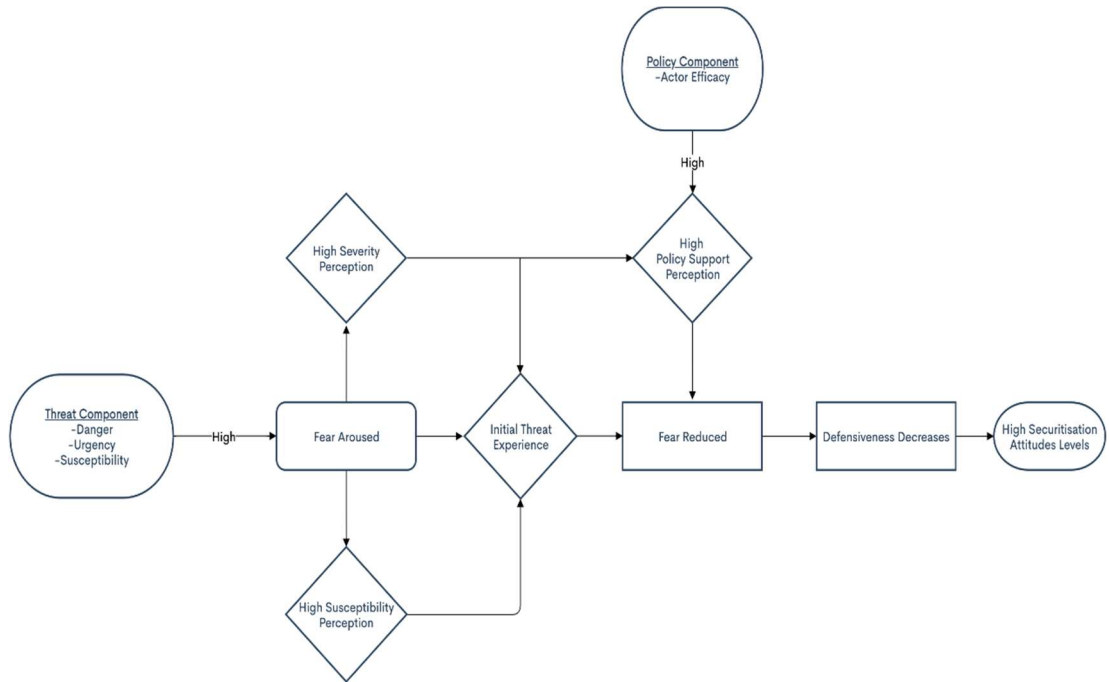 Policy Component
-Actor Efficacy
High
High Severity
Perception
High
Policy Support
Perception
Threat Component
-Danger
-Urgency
-Susceptibility
High
Fear Aroused
Initial Threat
Experience
Fear Reduced
Defensiveness Decreases
High Securitisation
Attitudes Levels
High Susceptibility
Perception